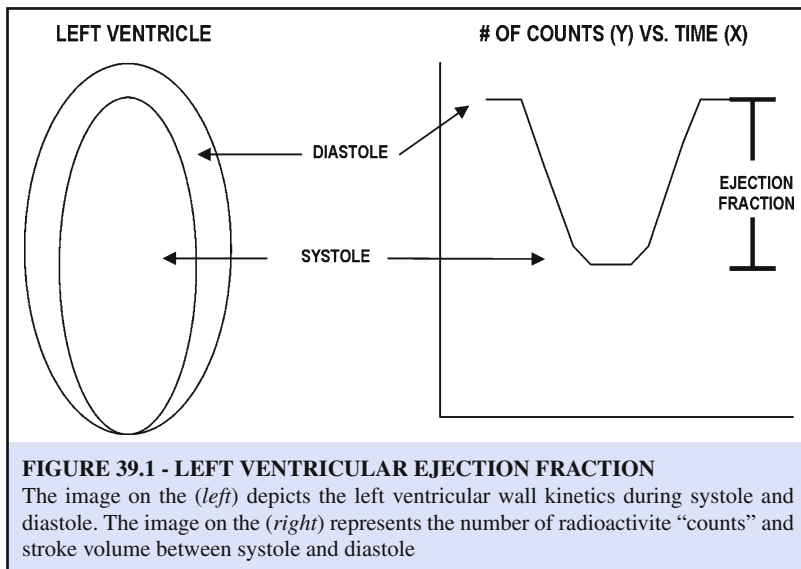 LEFT VENTRICLE
# OF COUNTS (Y) VS. TIME (X)
DIASTOLE
SYSTOLE
EJECTION
FRACTION
FIGURE 39.1 - LEFT VENTRICULAR EJECTION FRACTION
The image on the (left) depicts the left ventricular wall kinetics during systole and
diastole. The image on the (right) represents the number of radioactivite “counts” and
stroke volume between systole and diastole